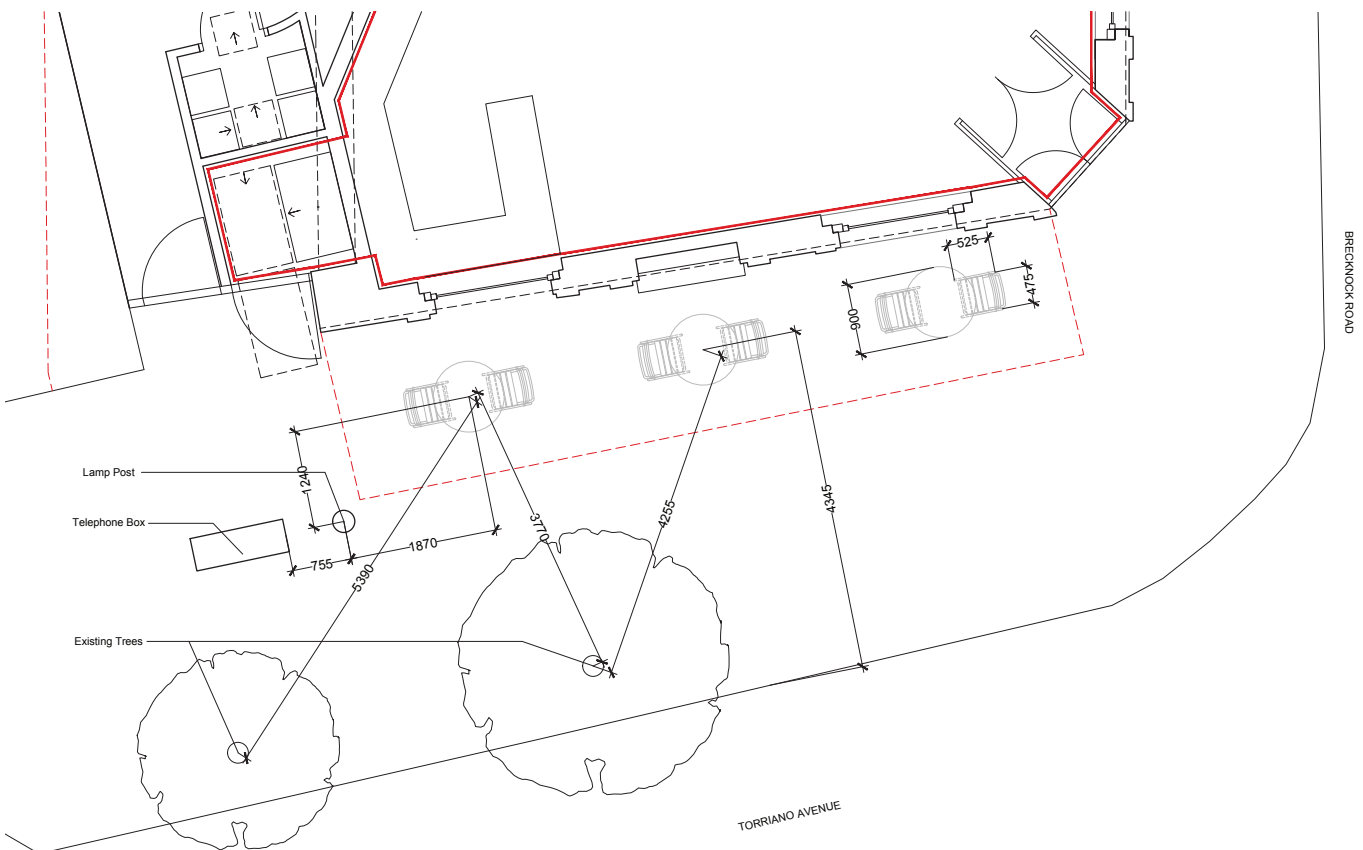 BRECKNOCK ROAD
525
475
900
1240
Lamp Post
4345
4255
3770
Telephone Box
1870
755
5390
Existing Trees
TORRIANO AVENUE